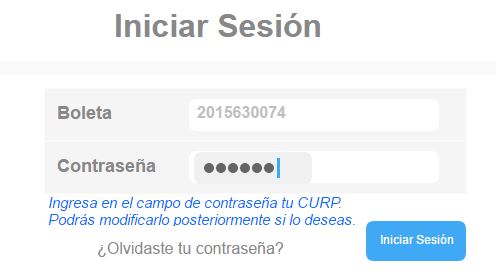 Iniciar Sesión
Boleta 2015630074
Contraseña ●●●●●●
Ingresa en el campo de contraseña tu CURP.
Podrás modificarlo posteriormente si lo deseas.
¿Olvidaste tu contraseña?
Iniciar Sesión